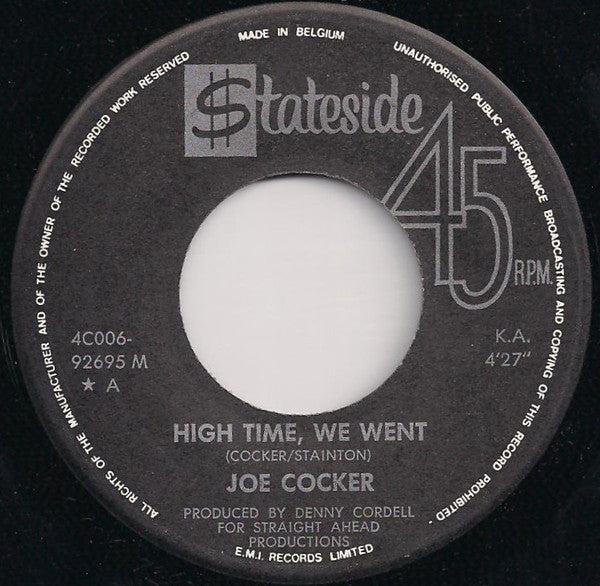 MADE IN BELGIUM
UNAUTHORISED PUBLIC PERFORMANCE BROADCASTING AND COPYING OF THIS RECORD PROHIBITED
ALL RIGHTS OF THE MANUFACTURER AND OF THE OWNER OF THE RECORDED WORK RESERVED
$tateside
45
R.P.M.
4C006-
92695 M
★ A
K.A.
4'27"
HIGH TIME, WE WENT
(COCKER/STAINTON)
JOE COCKER
PRODUCED BY DENNY CORDELL
FOR STRAIGHT AHEAD
PRODUCTIONS
E.M.I. RECORDS LIMITED